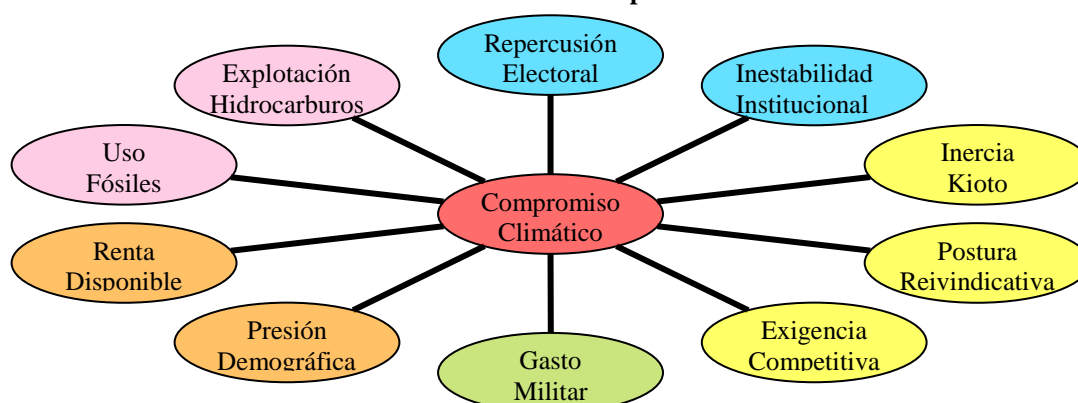 Repercusión
Electoral
Explotación
Hidrocarburos
Inestabilidad
Institucional
Uso
Fósiles
Inercia
Kioto
Compromiso
Climático
Renta
Disponible
Postura
Reivindicativa
Presión
Demográfica
Exigencia
Competitiva
Gasto
Militar